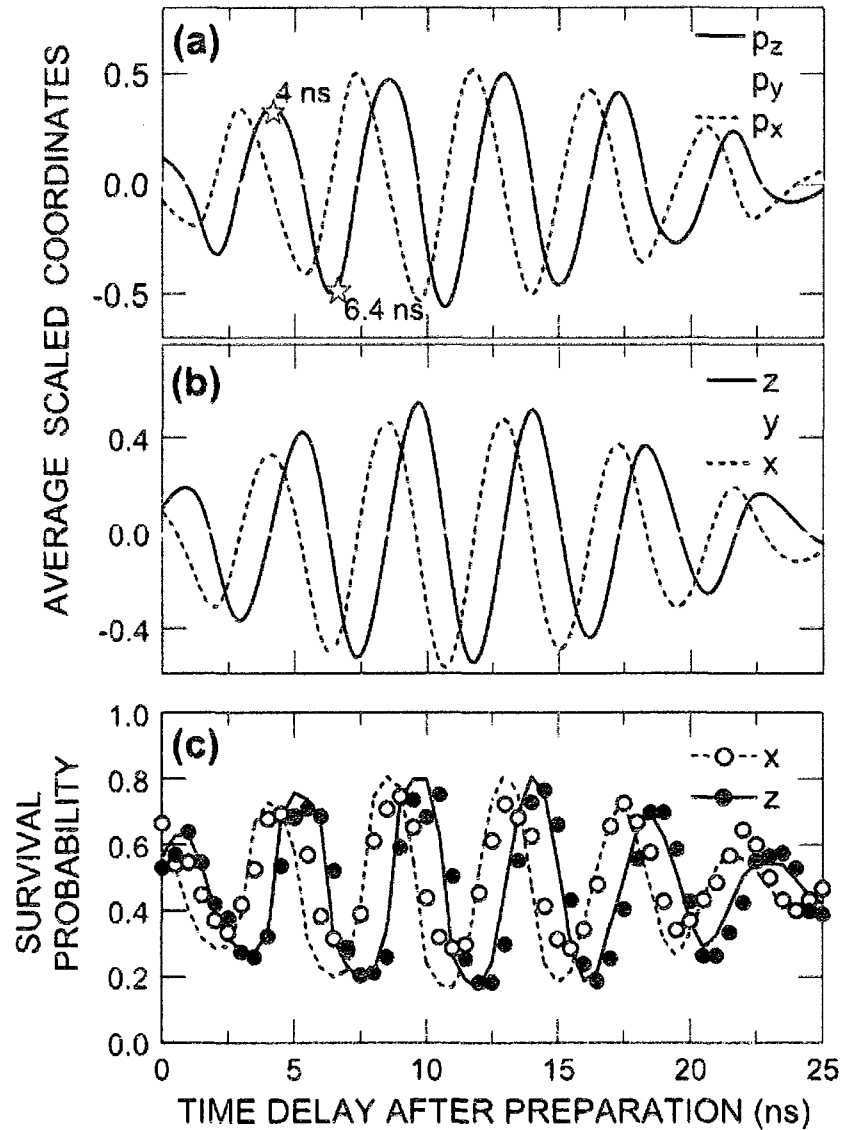 AVERAGE SCALED COORDINATES
(a)
0.5
0.0
-0.5
4 ns
6.4 ns
p_z
p_y
p_x
(b)
0.4
0.0
-0.4
z
y
x
SURVIVAL
PROBABILITY
(c)
1.0
0.8
0.6
0.4
0.2
0.0
x
z
0 5 10 15 20 25
TIME DELAY AFTER PREPARATION (ns)